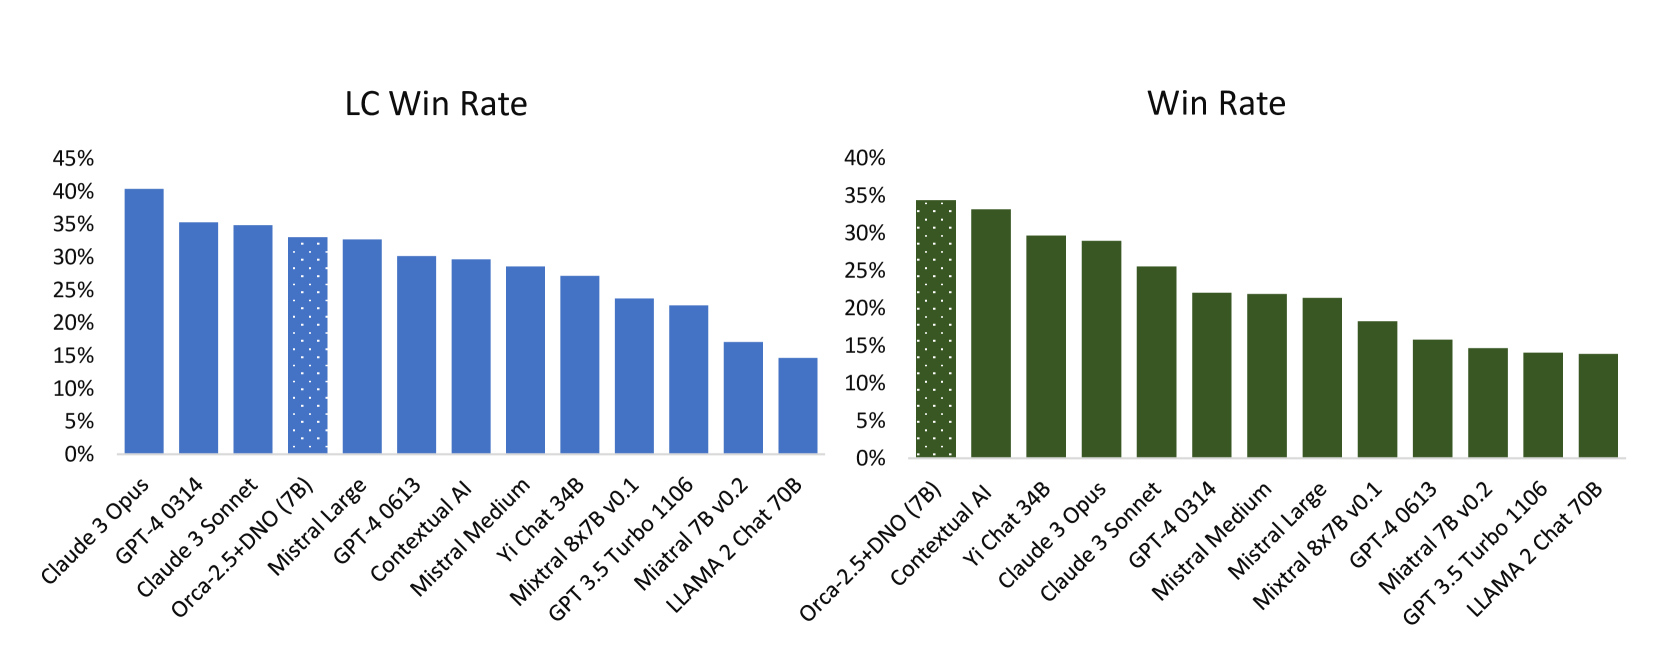 LC Win Rate
45%
40%
35%
30%
25%
20%
15%
10%
5%
0%
Claude 3 Opus
GPT-4 0314
Claude 3 Sonnet
Orca-2.5+DNO (7B)
Mistral Large
GPT-4 0613
Contextual AI
Mistral Medium
Yi Chat 34B
Mixtral 8x7B v0.1
GPT 3.5 Turbo 1106
Miatral 7B v0.2
LLAMA 2 Chat 70B
Win Rate
40%
35%
30%
25%
20%
15%
10%
5%
0%
Orca-2.5+DNO (7B)
Contextual AI
Yi Chat 34B
Claude 3 Opus
Claude 3 Sonnet
GPT-4 0314
Mistral Medium
Mistral Large
Mixtral 8x7B v0.1
GPT-4 0613
Miatral 7B v0.2
GPT 3.5 Turbo 1106
LLAMA 2 Chat 70B